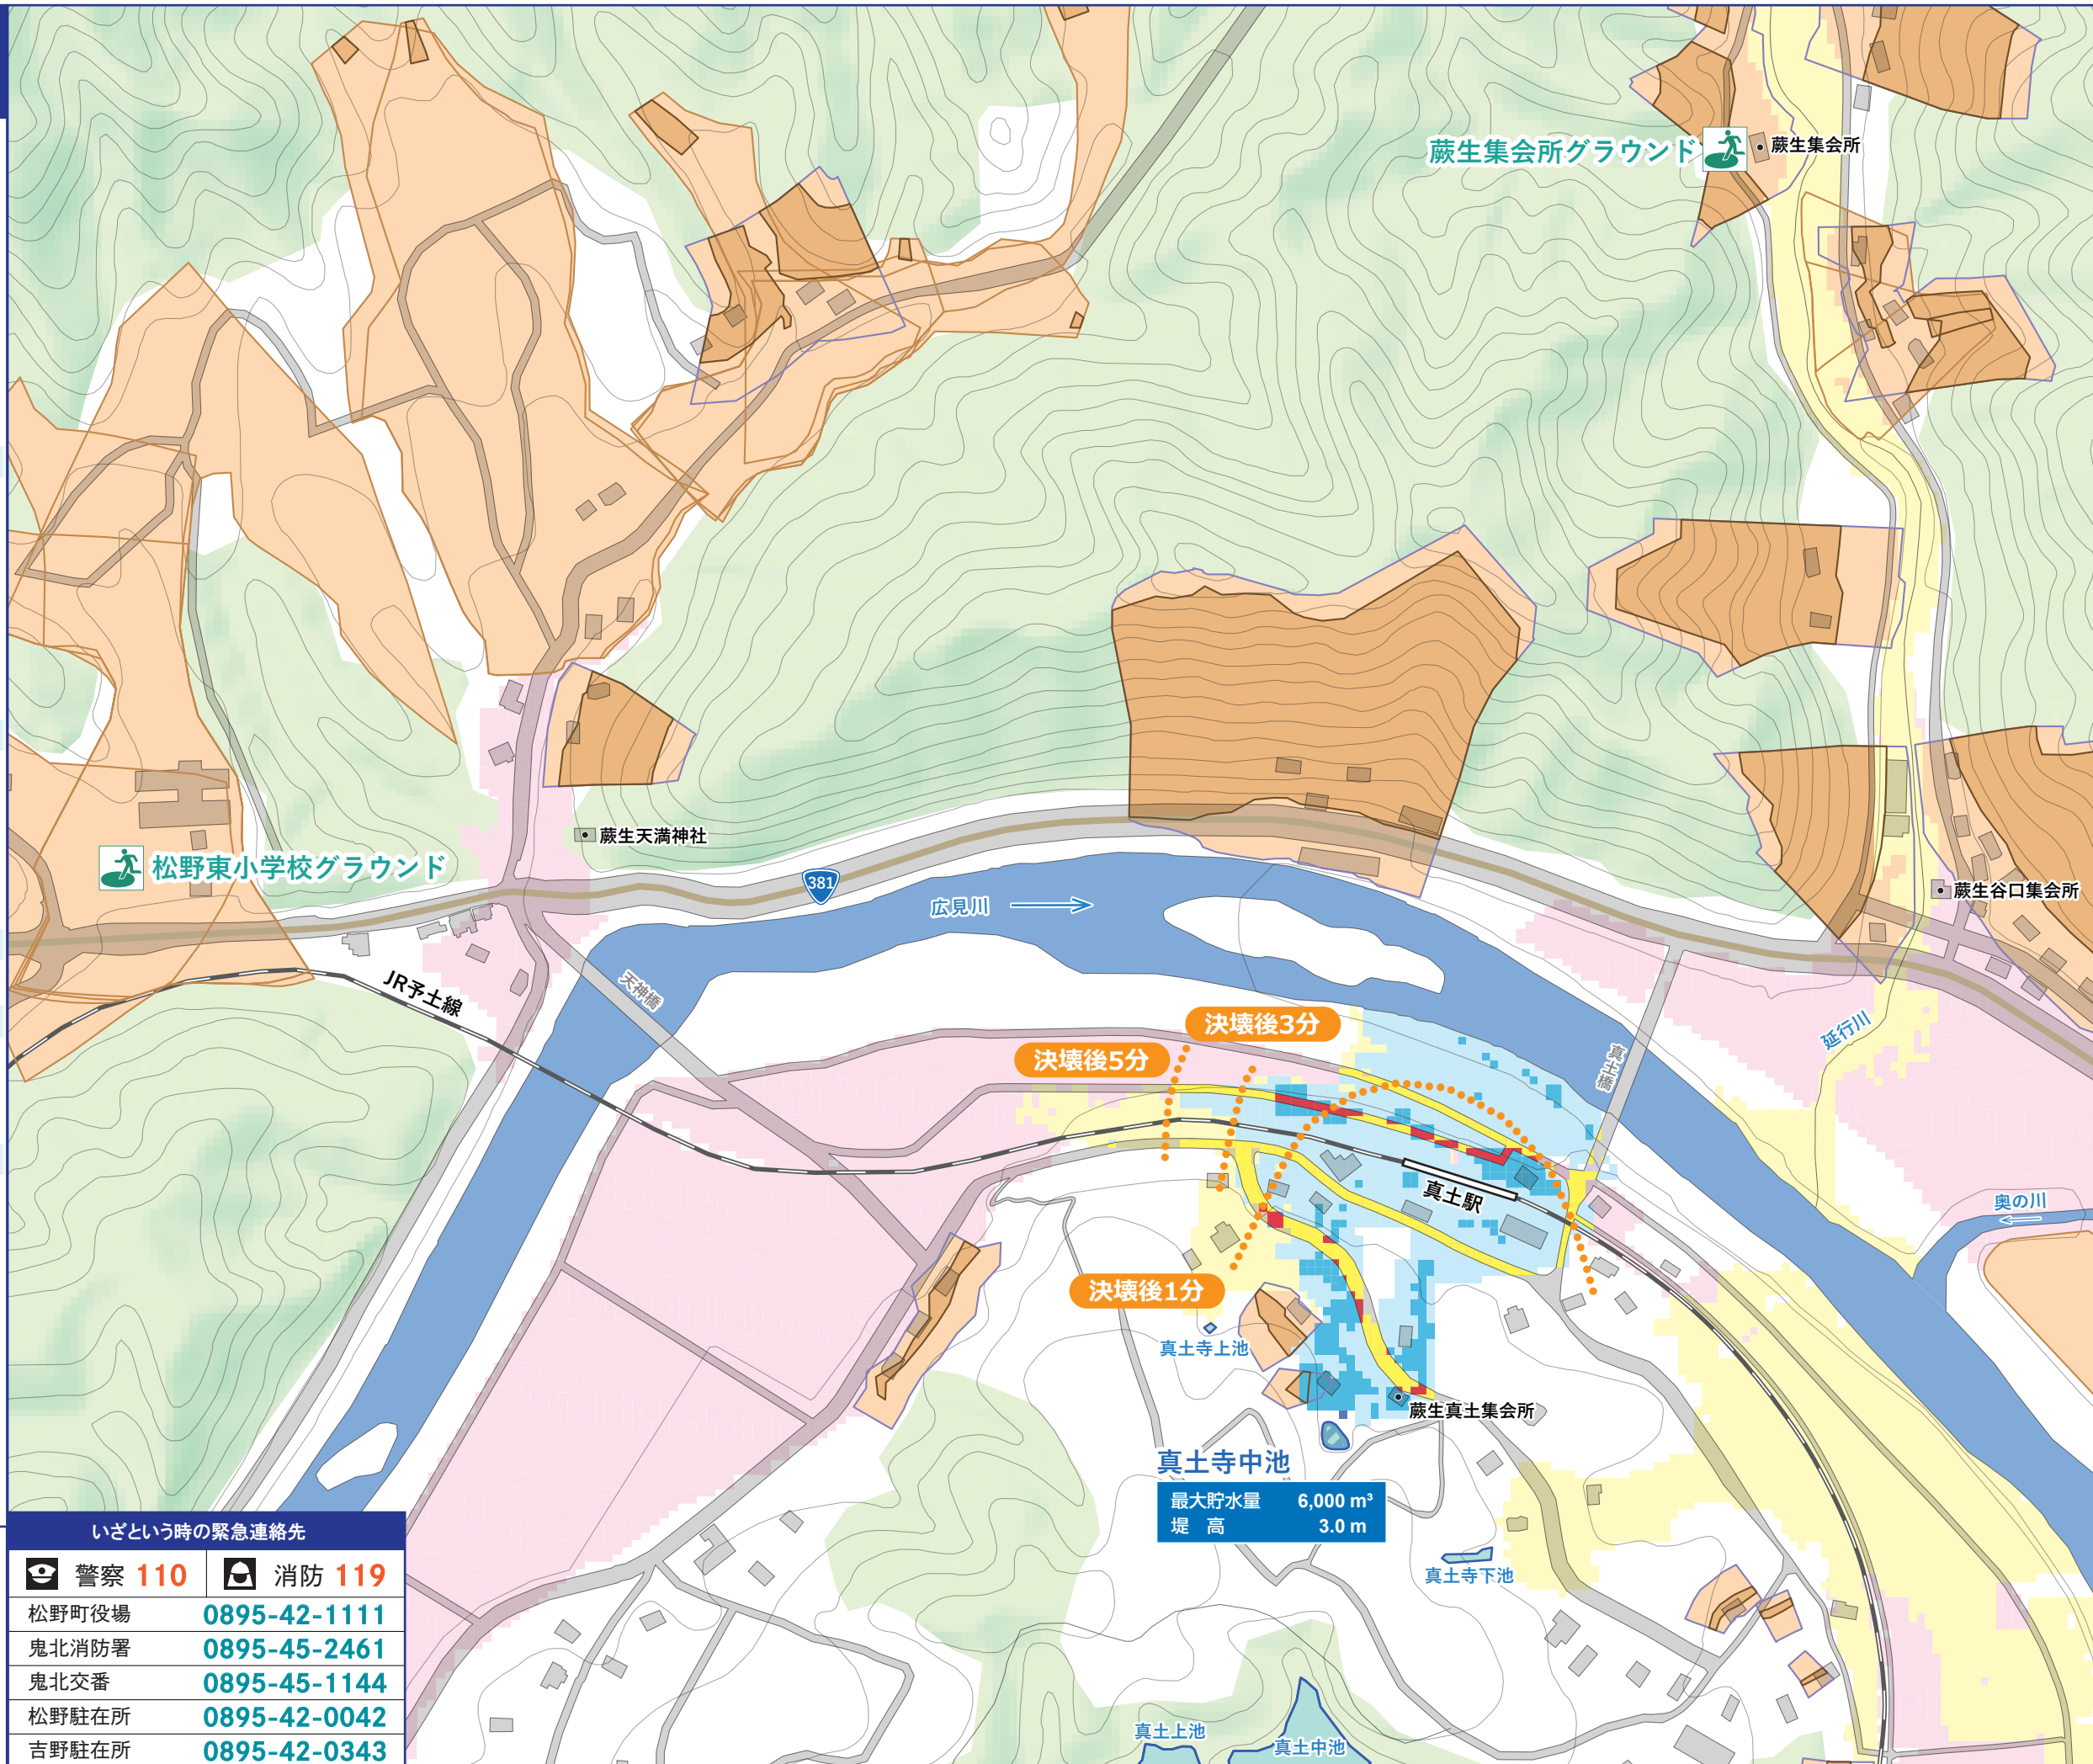 蕨生集会所グラウンド
蕨生集会所
蕨生天満神社
松野東小学校グラウンド
381
広見川
蕨生谷口集会所
JR予土線
天神橋
決壊後3分
決壊後5分
真土橋
延行川
真土駅
奥の川
決壊後1分
真土寺上池
蕨生真土集会所
真土寺中池
最大貯水量 6,000 m³
堤 高 3.0 m
真土寺下池
真土上池
真土中池
いざという時の緊急連絡先
警察 110 消防 119
松野町役場 0895-42-1111
鬼北消防署 0895-45-2461
鬼北交番 0895-45-1144
松野駐在所 0895-42-0042
吉野駐在所 0895-42-0343